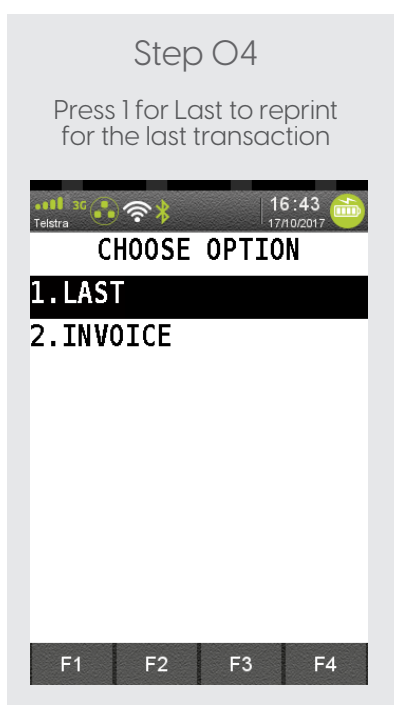 Step 04
Press 1 for Last to reprint
for the last transaction
3G 16:43
Telstra 17/10/2017
CHOOSE OPTION
1.LAST
2.INVOICE
F1 F2 F3 F4